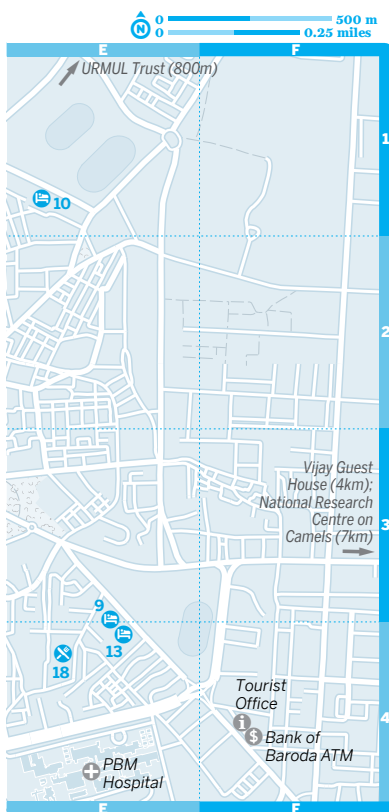 0 500 m
N
0 0.25 miles
E F
URMUL Trust (800m)
1
10
2
Vijay Guest
House (4km);
National Research
Centre on
Camels (7km)
3
9
13
18
Tourist
Office
i
$ Bank of
Baroda ATM
4
PBM
Hospital
E F